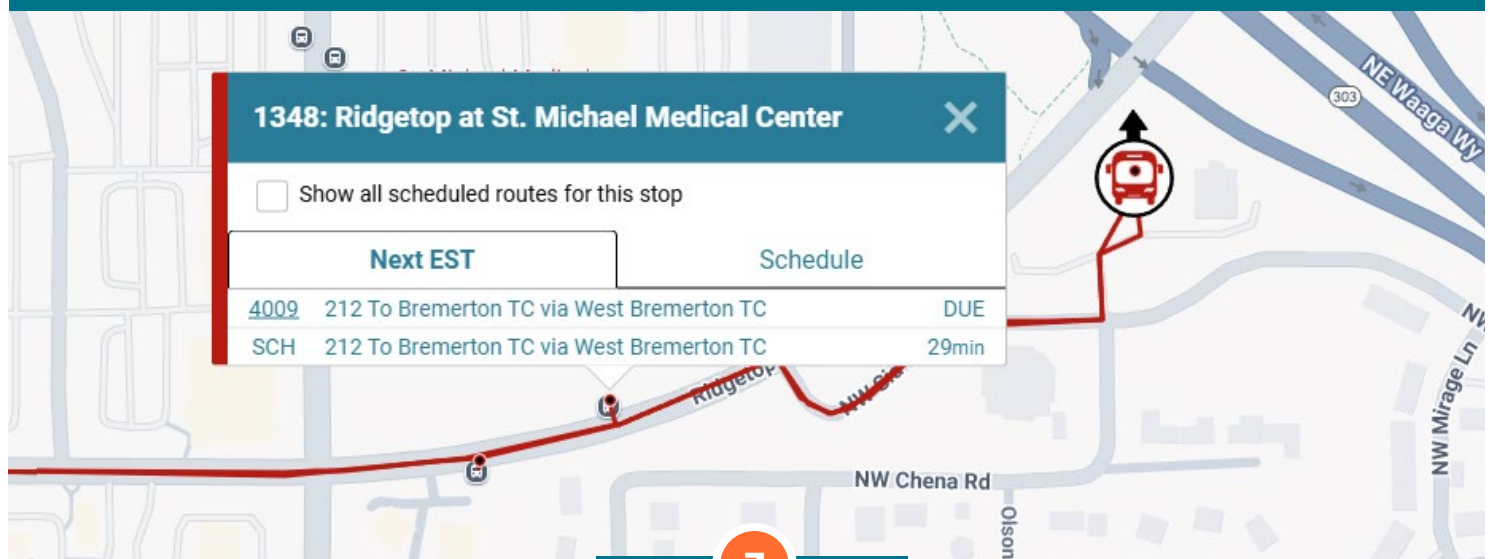 1348: Ridgetop at St. Michael Medical Center
Show all scheduled routes for this stop
Next EST
Schedule
4009 212 To Bremerton TC via West Bremerton TC DUE
SCH 212 To Bremerton TC via West Bremerton TC 29min
NE Waaga Wy
303
Ridgetop
NW Mirage Ln
NW Chena Rd